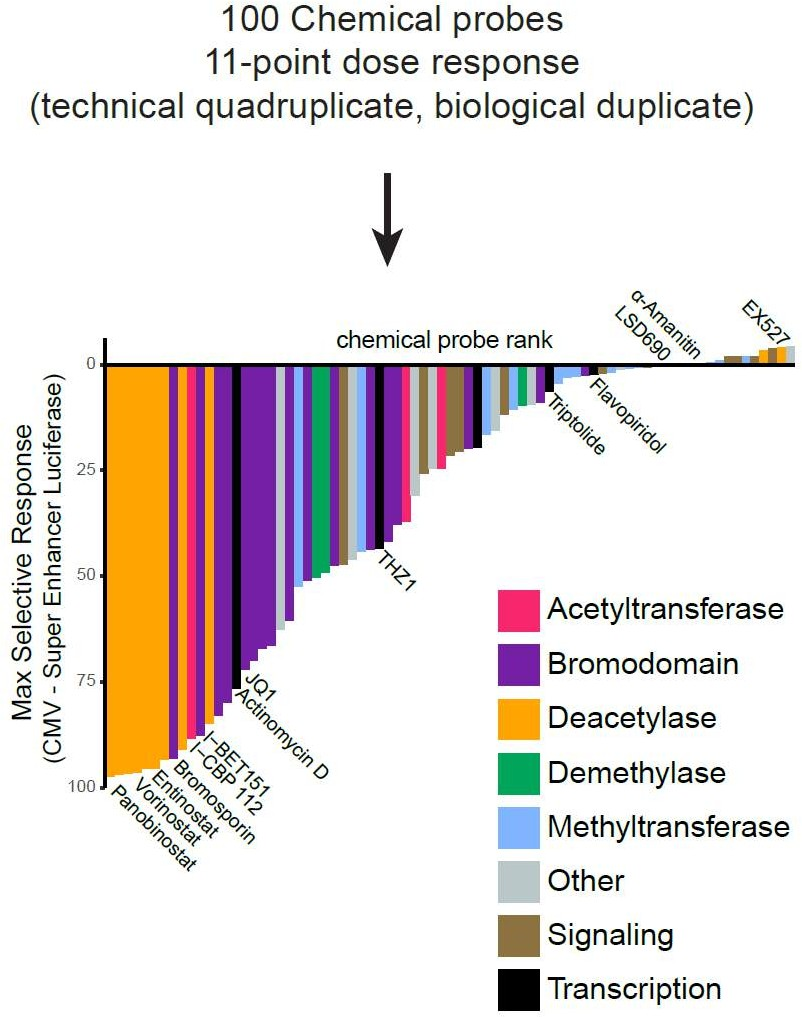 100 Chemical probes
11-point dose response
(technical quadruplicate, biological duplicate)
chemical probe rank
α-Amanitin
LSD690
EX527
Max Selective Response
(CMV - Super Enhancer Luciferase)
0
25
50
75
100
Flavopiridol
Triptolide
THZ1
JQ1
Actinomycin D
I-BET151
I-CBP 112
Bromosporin
Entinostat
Vorinostat
Panobinostat
Acetyltransferase
Bromodomain
Deacetylase
Demethylase
Methyltransferase
Other
Signaling
Transcription